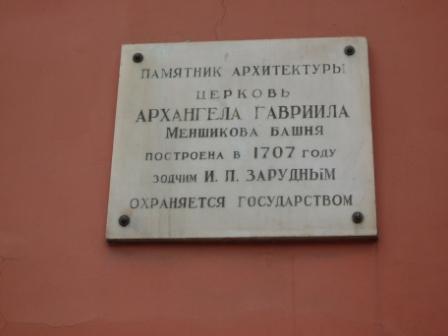 ПАМЯТНИК АРХИТЕКТУРЫ
ЦЕРКОВЬ
АРХАНГЕЛА ГАВРИИЛА
МЕНШИКОВА БАШНЯ
ПОСТРОЕНА В 1707 ГОДУ
ЗОДЧИМ И. П. ЗАРУДНЫМ
ОХРАНЯЕТСЯ ГОСУДАРСТВОМ